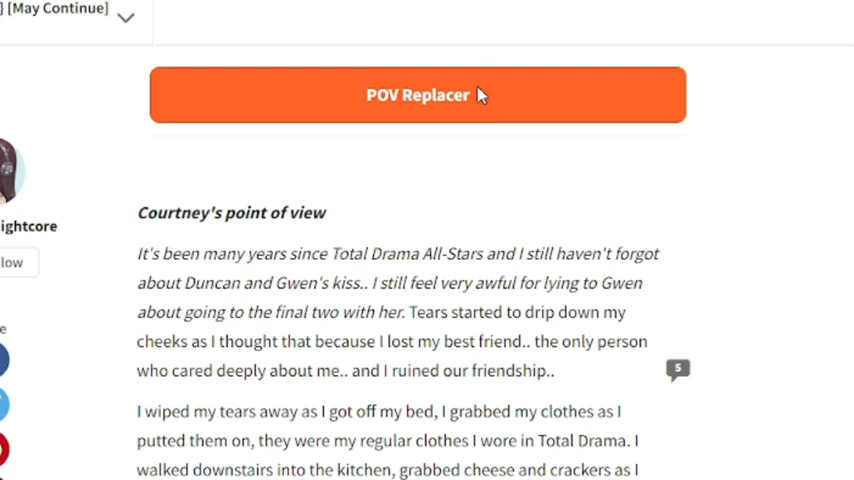 } [May Continue]
POV Replacer
ightcore
low
e
Courtney's point of view
It's been many years since Total Drama All-Stars and I still haven't forgot
about Duncan and Gwen's kiss.. I still feel very awful for lying to Gwen
about going to the final two with her. Tears started to drip down my
cheeks as I thought that because I lost my best friend.. the only person
who cared deeply about me.. and I ruined our friendship..
5
I wiped my tears away as I got off my bed, I grabbed my clothes as I
putted them on, they were my regular clothes I wore in Total Drama. I
walked downstairs into the kitchen, grabbed cheese and crackers as I